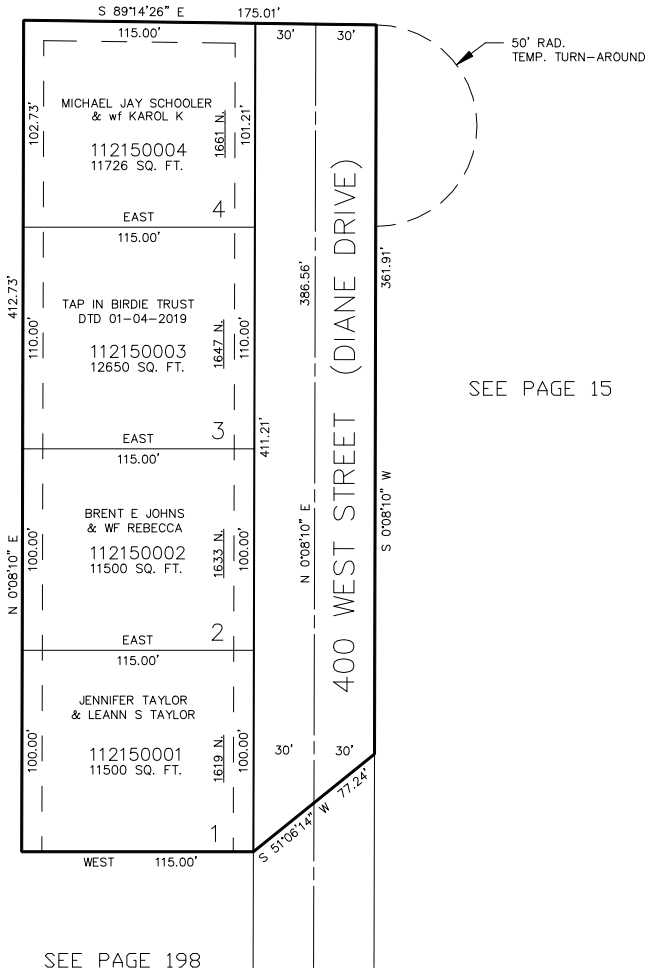 S 89°14'26" E 175.01'
115.00'
30' 30'
50' RAD.
TEMP. TURN-AROUND
102.73'
MICHAEL JAY SCHOOLER
& wf KAROL K
112150004
11726 SQ. FT.
1661 N.
101.21'
4
EAST
115.00'
412.73'
110.00'
TAP IN BIRDIE TRUST
DTD 01-04-2019
112150003
12650 SQ. FT.
1647 N.
110.00'
3
386.56'
400 WEST STREET (DIANE DRIVE)
361.91'
SEE PAGE 15
EAST
115.00'
411.21'
N 0°08'10" E
100.00'
BRENT E JOHNS
& WF REBECCA
112150002
11500 SQ. FT.
1633 N.
100.00'
2
N 0°08'10" E
S 0°08'10" W
EAST
115.00'
100.00'
JENNIFER TAYLOR
& LEANN S TAYLOR
112150001
11500 SQ. FT.
1619 N.
100.00'
1
30' 30'
S 51°06'14" W 77.24'
WEST 115.00'
SEE PAGE 198